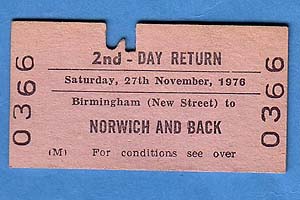 2nd - DAY RETURN
Saturday, 27th November, 1976
Birmingham (New Street) to
NORWICH AND BACK
(M) For conditions see over
0366
0366